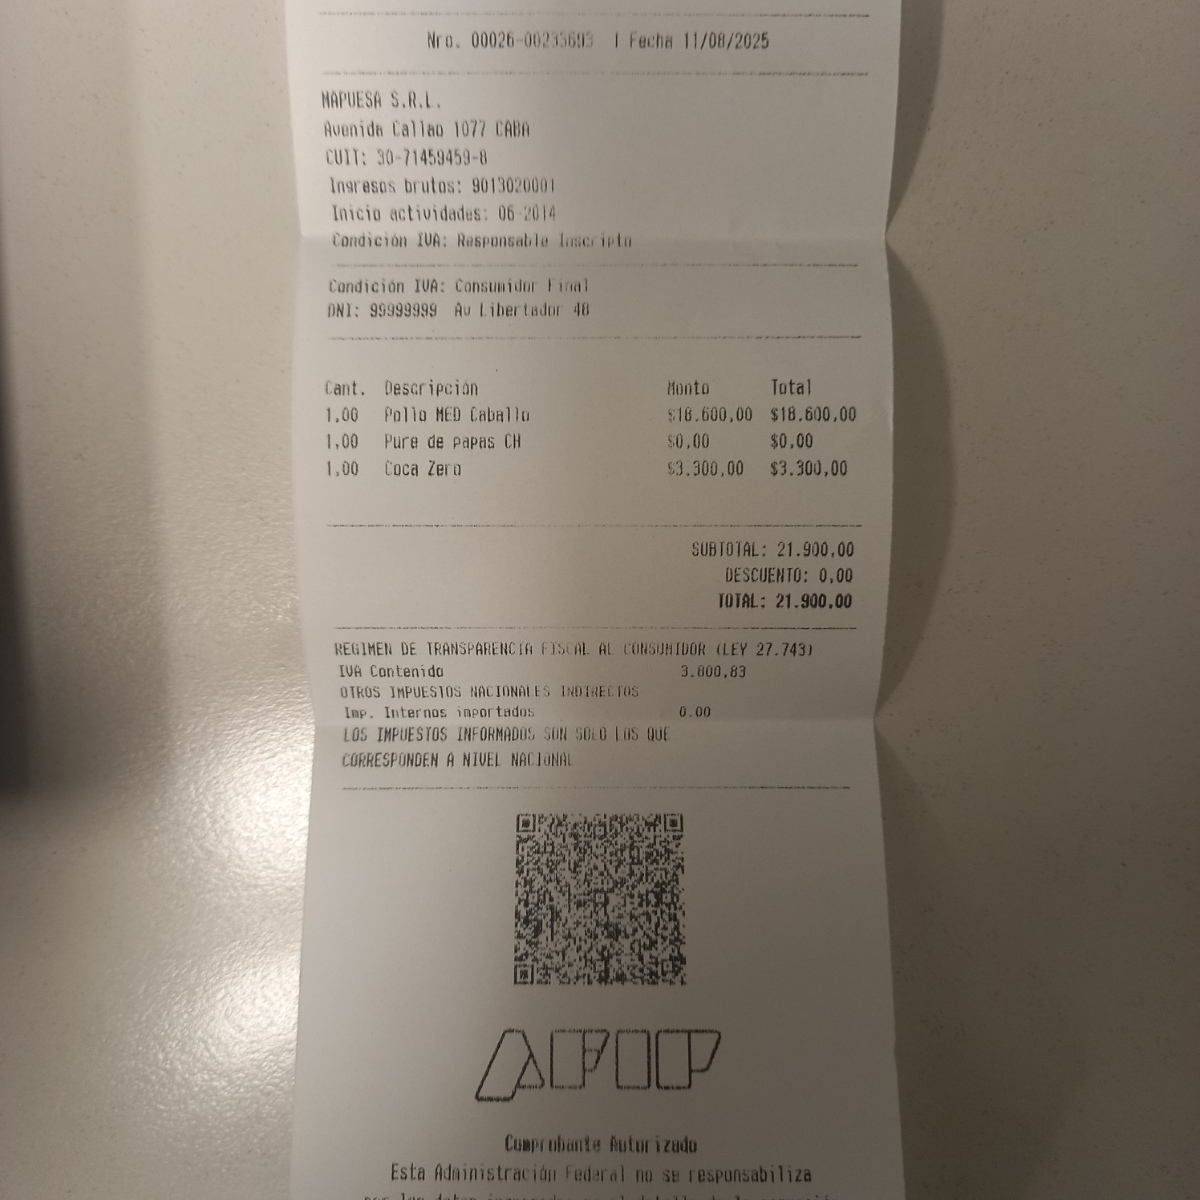 Nro. 00026-00233693 | Fecha 11/08/2025
MAPUESA S.R.L.
Avenida Callao 1077 CABA
CUIT: 30-71459459-8
Ingresos brutos: 9013020001
Inicio actividades: 06-2014
Condición IVA: Responsable Inscripto
Condición IVA: Consumidor Final
DNI: 99999999 Av Libertador 48
Cant. Descripción Monto Total
1,00 Pollo MED Caballo $18.600,00 $18.600,00
1,00 Pure de papas CH $0,00 $0,00
1,00 Coca Zero $3.300,00 $3.300,00
SUBTOTAL: 21.900,00
DESCUENTO: 0,00
TOTAL: 21.900,00
REGIMEN DE TRANSPARENCIA FISCAL AL CONSUMIDOR (LEY 27.743)
IVA Contenido 3.800,83
OTROS IMPUESTOS NACIONALES INDIRECTOS
Imp. Internos importados 0.00
LOS IMPUESTOS INFORMADOS SON SOLO LOS QUE
CORRESPONDEN A NIVEL NACIONAL
AFIP
Comprobante Autorizado
Esta Administración Federal no se responsabiliza